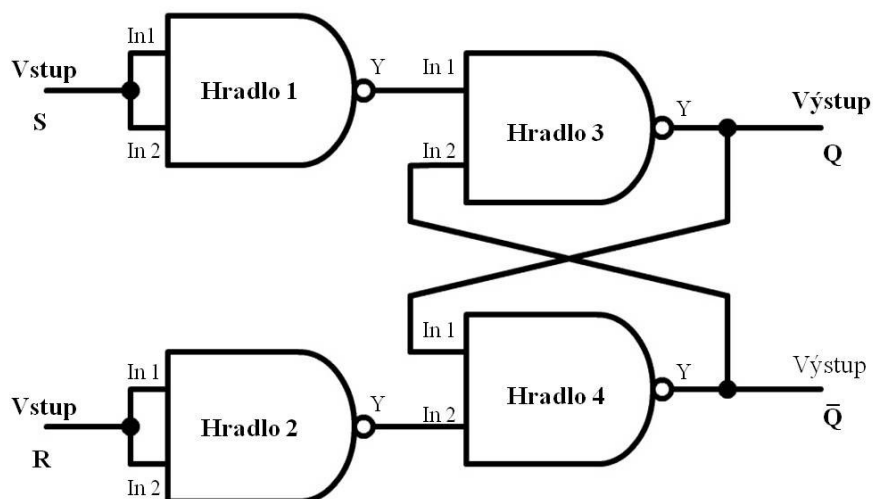 In1
Vstup
Hradlo 1
Y
In 1
S
In 2
Hradlo 3
Y
Výstup
In 2
Q
In 1
In 1
Y
Výstup
Vstup
Y
In 2
Hradlo 4
Q̅
Hradlo 2
R
In 2